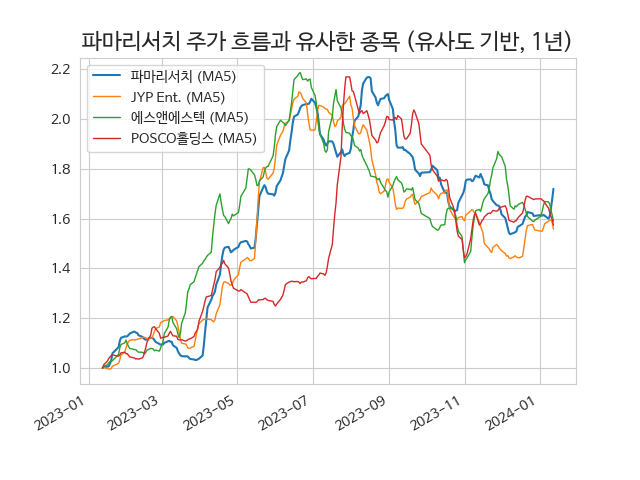 파마리서치 주가 흐름과 유사한 종목 (유사도 기반, 1년)
파마리서치 (MA5)
JYP Ent. (MA5)
에스앤에스텍 (MA5)
POSCO홀딩스 (MA5)
2.2
2.0
1.8
1.6
1.4
1.2
1.0
2023-01
2023-03
2023-05
2023-07
2023-09
2023-11
2024-01